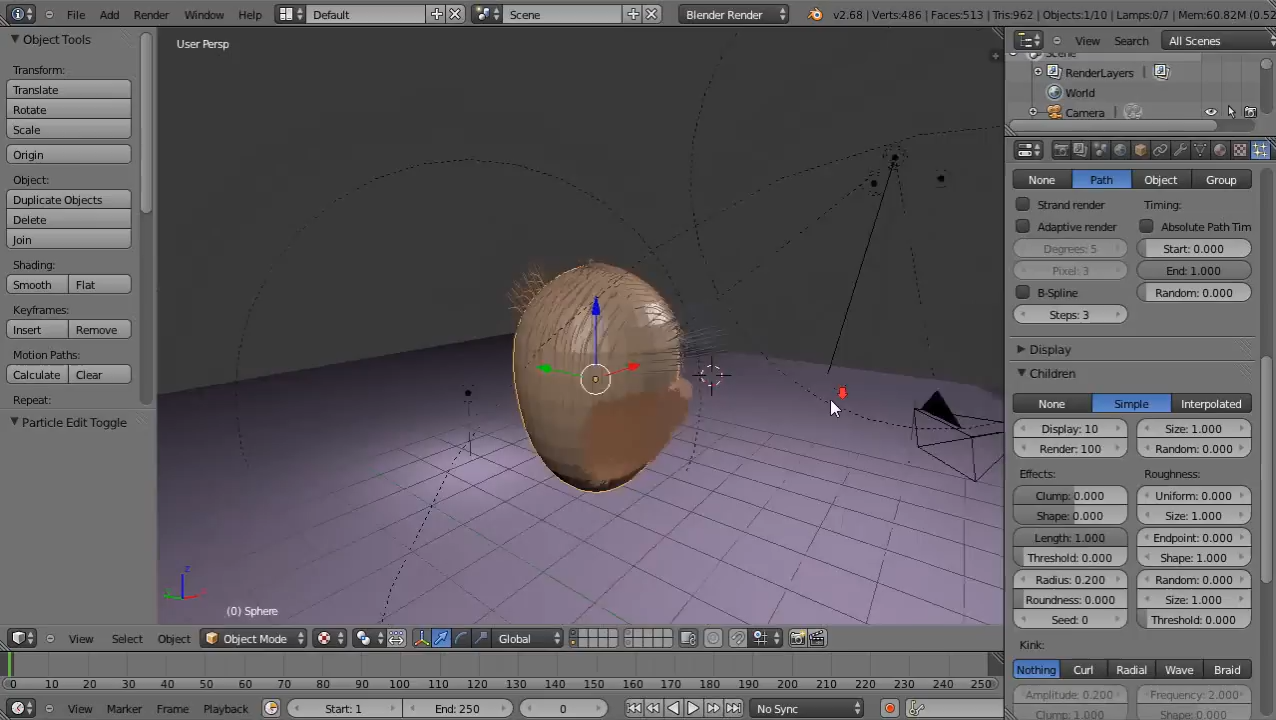 File Add Render Window Help Default Scene Blender Render v2.68 | Verts:486 | Faces:513 | Tris:962 | Objects:1/10 | Lamps:0/7 | Mem:60.82M (0.52
Object Tools
Transform:
Translate
Rotate
Scale
Origin
Object:
Duplicate Objects
Delete
Join
Shading:
Smooth Flat
Keyframes:
Insert Remove
Motion Paths:
Calculate Clear
Repeat:
Particle Edit Toggle
User Persp
(0) Sphere
View Select Object Object Mode Global
View Search All Scenes
Scene
RenderLayers
World
Camera
None Path Object Group
Strand render Timing:
Adaptive render Absolute Path Tim
Degrees: 5 Start: 0.000
Pixel: 3 End: 1.000
B-Spline Random: 0.000
Steps: 3
Display
Children
None Simple Interpolated
Display: 10 Size: 1.000
Render: 100 Random: 0.000
Effects: Roughness:
Clump: 0.000 Uniform: 0.000
Shape: 0.000 Size: 1.000
Length: 1.000 Endpoint: 0.000
Threshold: 0.000 Shape: 1.000
Radius: 0.200 Random: 0.000
Roundness: 0.000 Size: 1.000
Seed: 0 Threshold: 0.000
Kink:
Nothing Curl Radial Wave Braid
Amplitude: 0.200 Frequency: 2.000
Clump: 0.000 Shape: 0.000
0 10 20 30 40 50 60 70 80 90 100 110 120 130 140 150 160 170 180 190 200 210 220 230 240 250
View Marker Frame Playback Start: 1 End: 250 0 No Sync